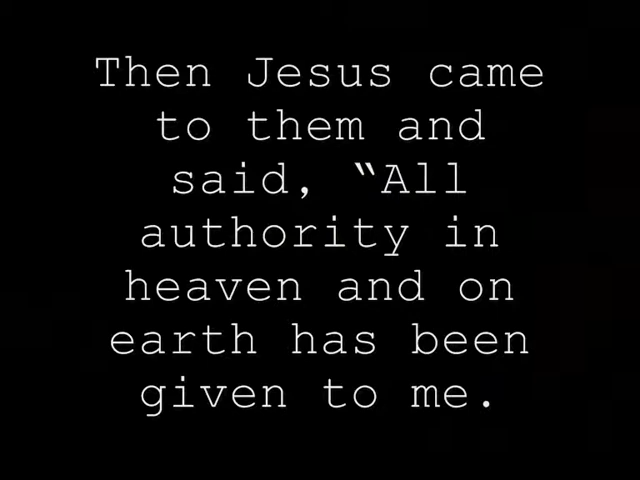 Then Jesus came
to them and
said, “All
authority in
heaven and on
earth has been
given to me.